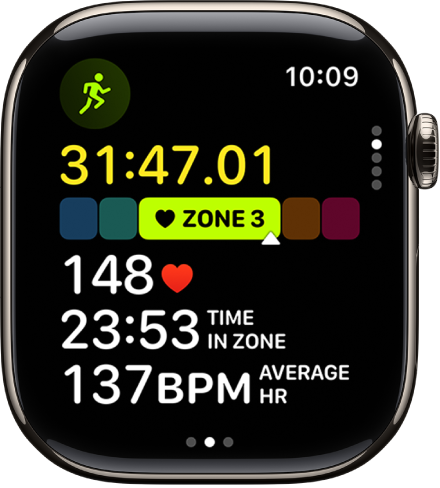 10:09
31:47.01
ZONE 3
148
23:53 TIME
IN ZONE
137BPM AVERAGE
HR